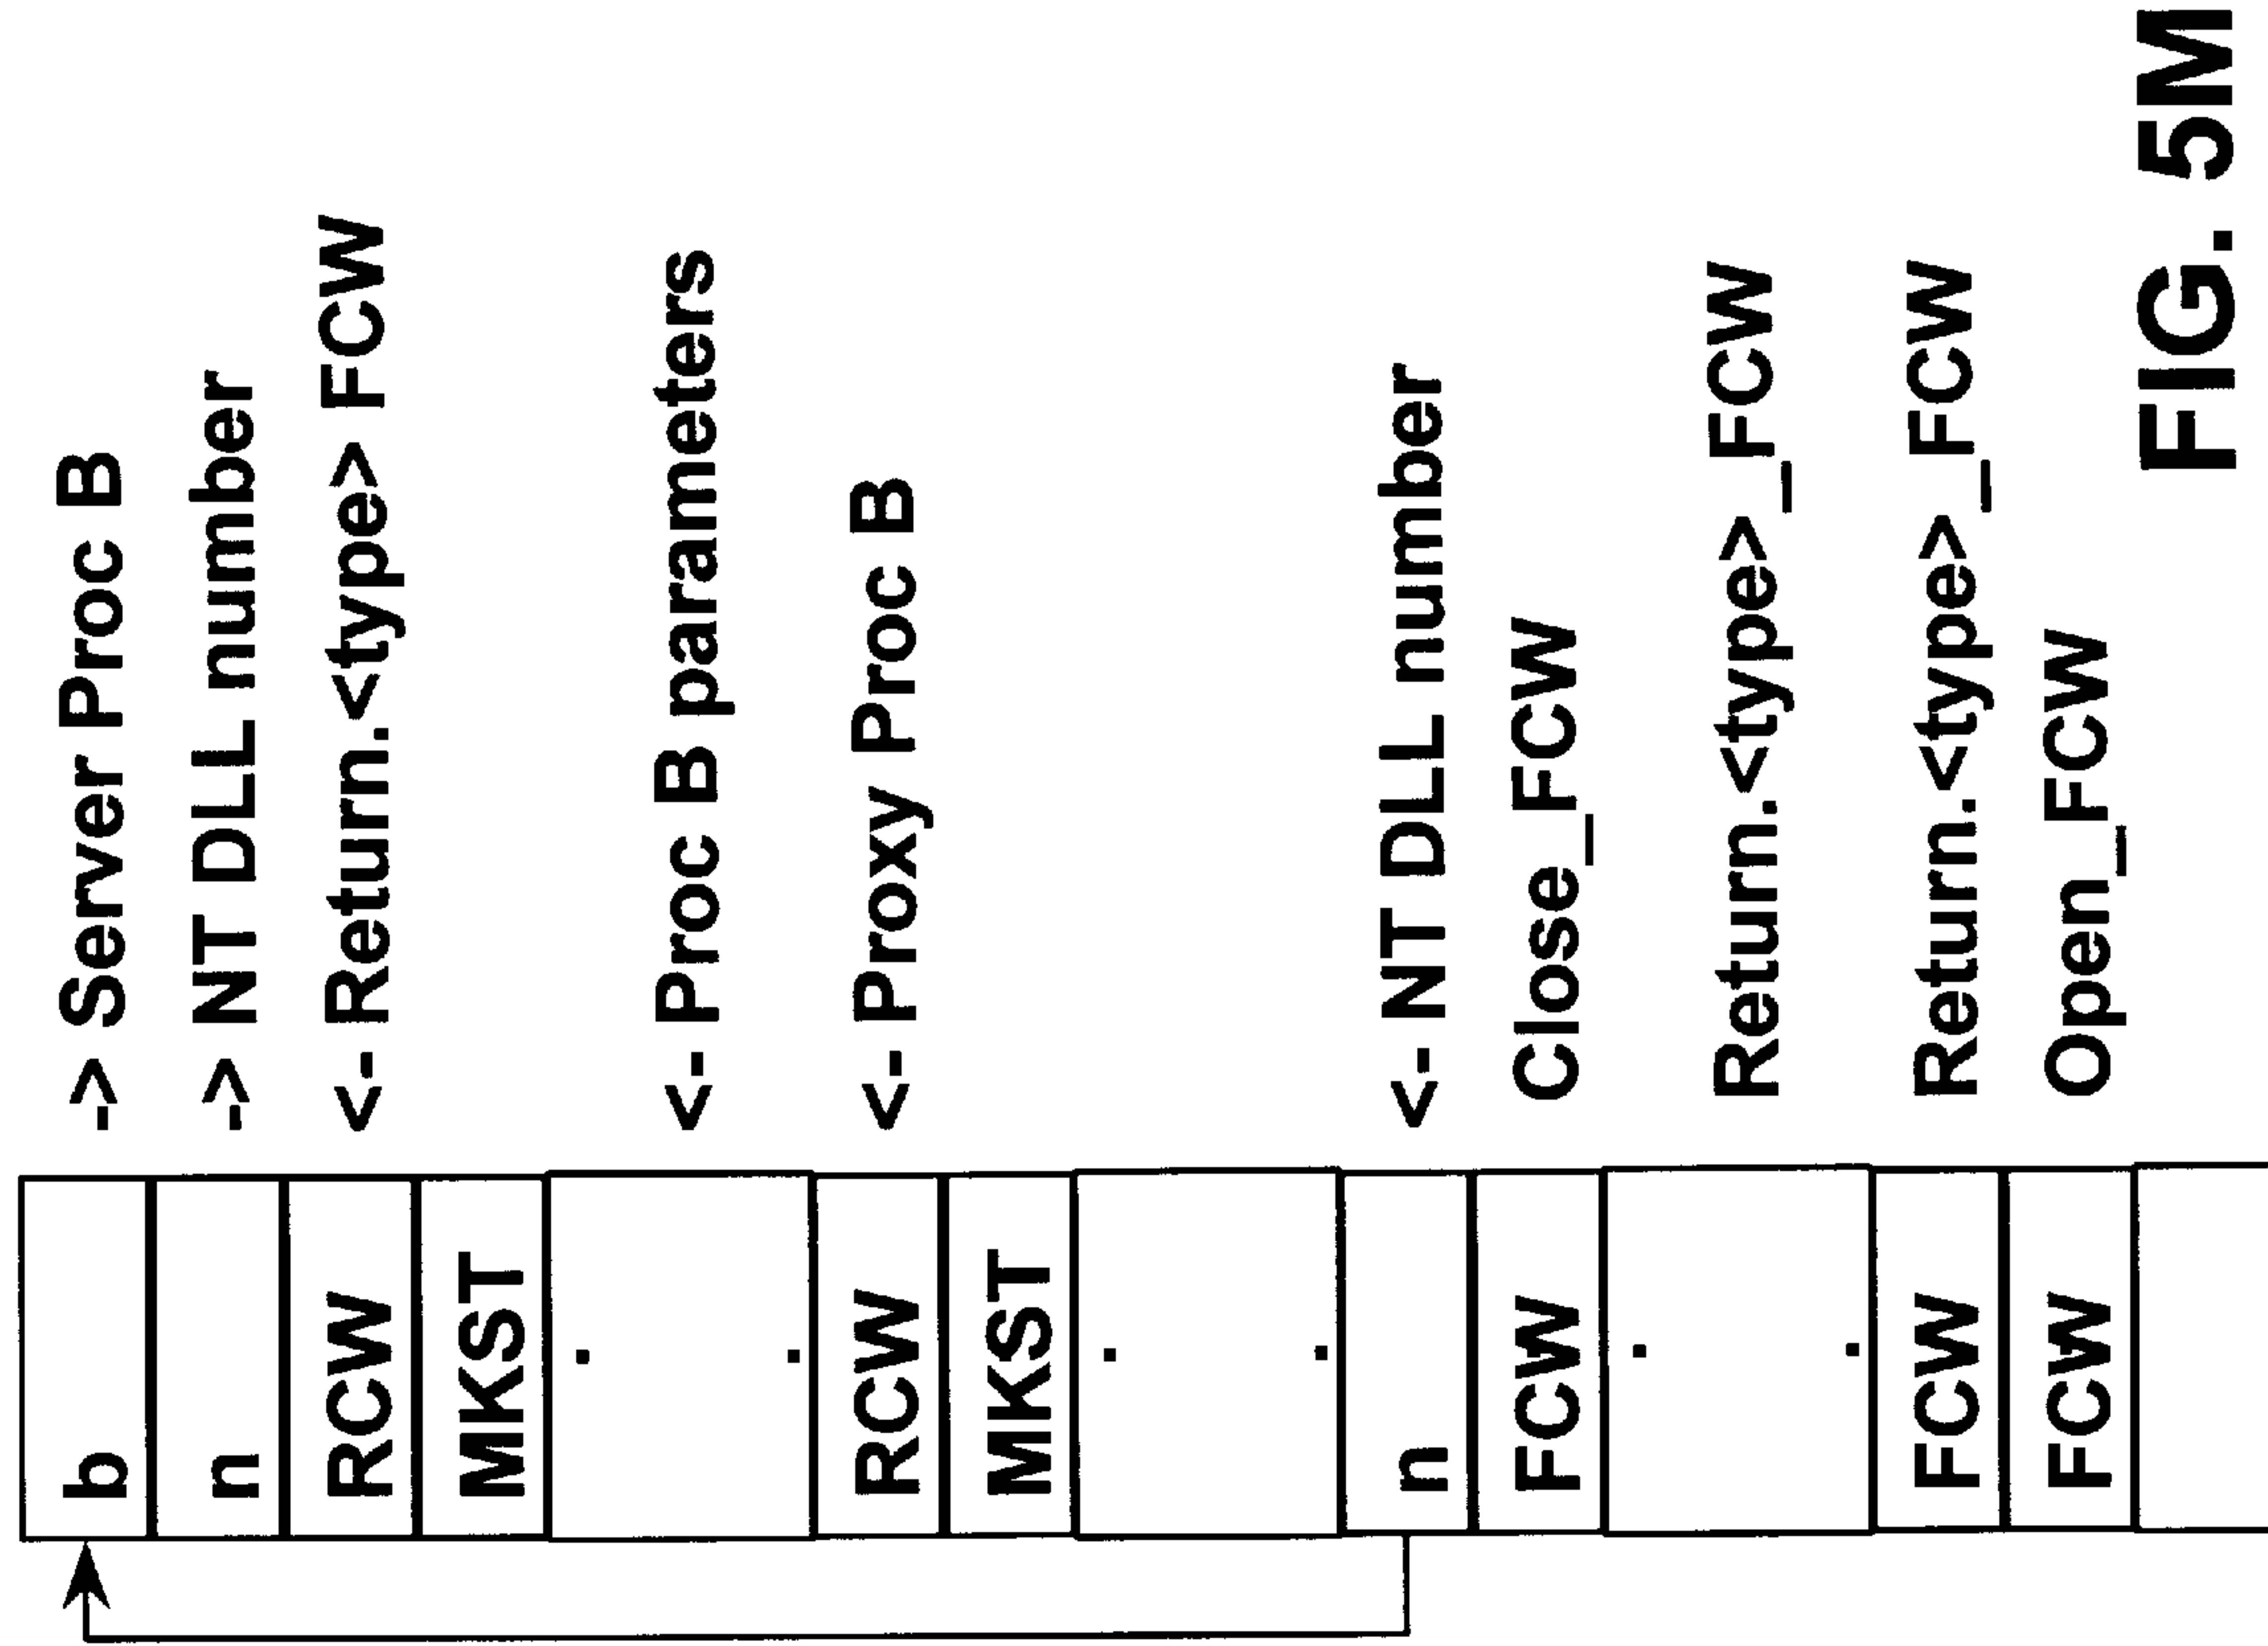 b -> Server Proc B
n -> NT DLL number
RCW <- Return.<type> FCW
MKST
.
. <- Proc B parameters
RCW <- Proxy Proc B
MKST
.
.
n <- NT DLL number
FCW Close_FCW
.
. Return.<type>_FCW
FCW Return.<type>_FCW
FCW Open_FCW
FIG. 5M